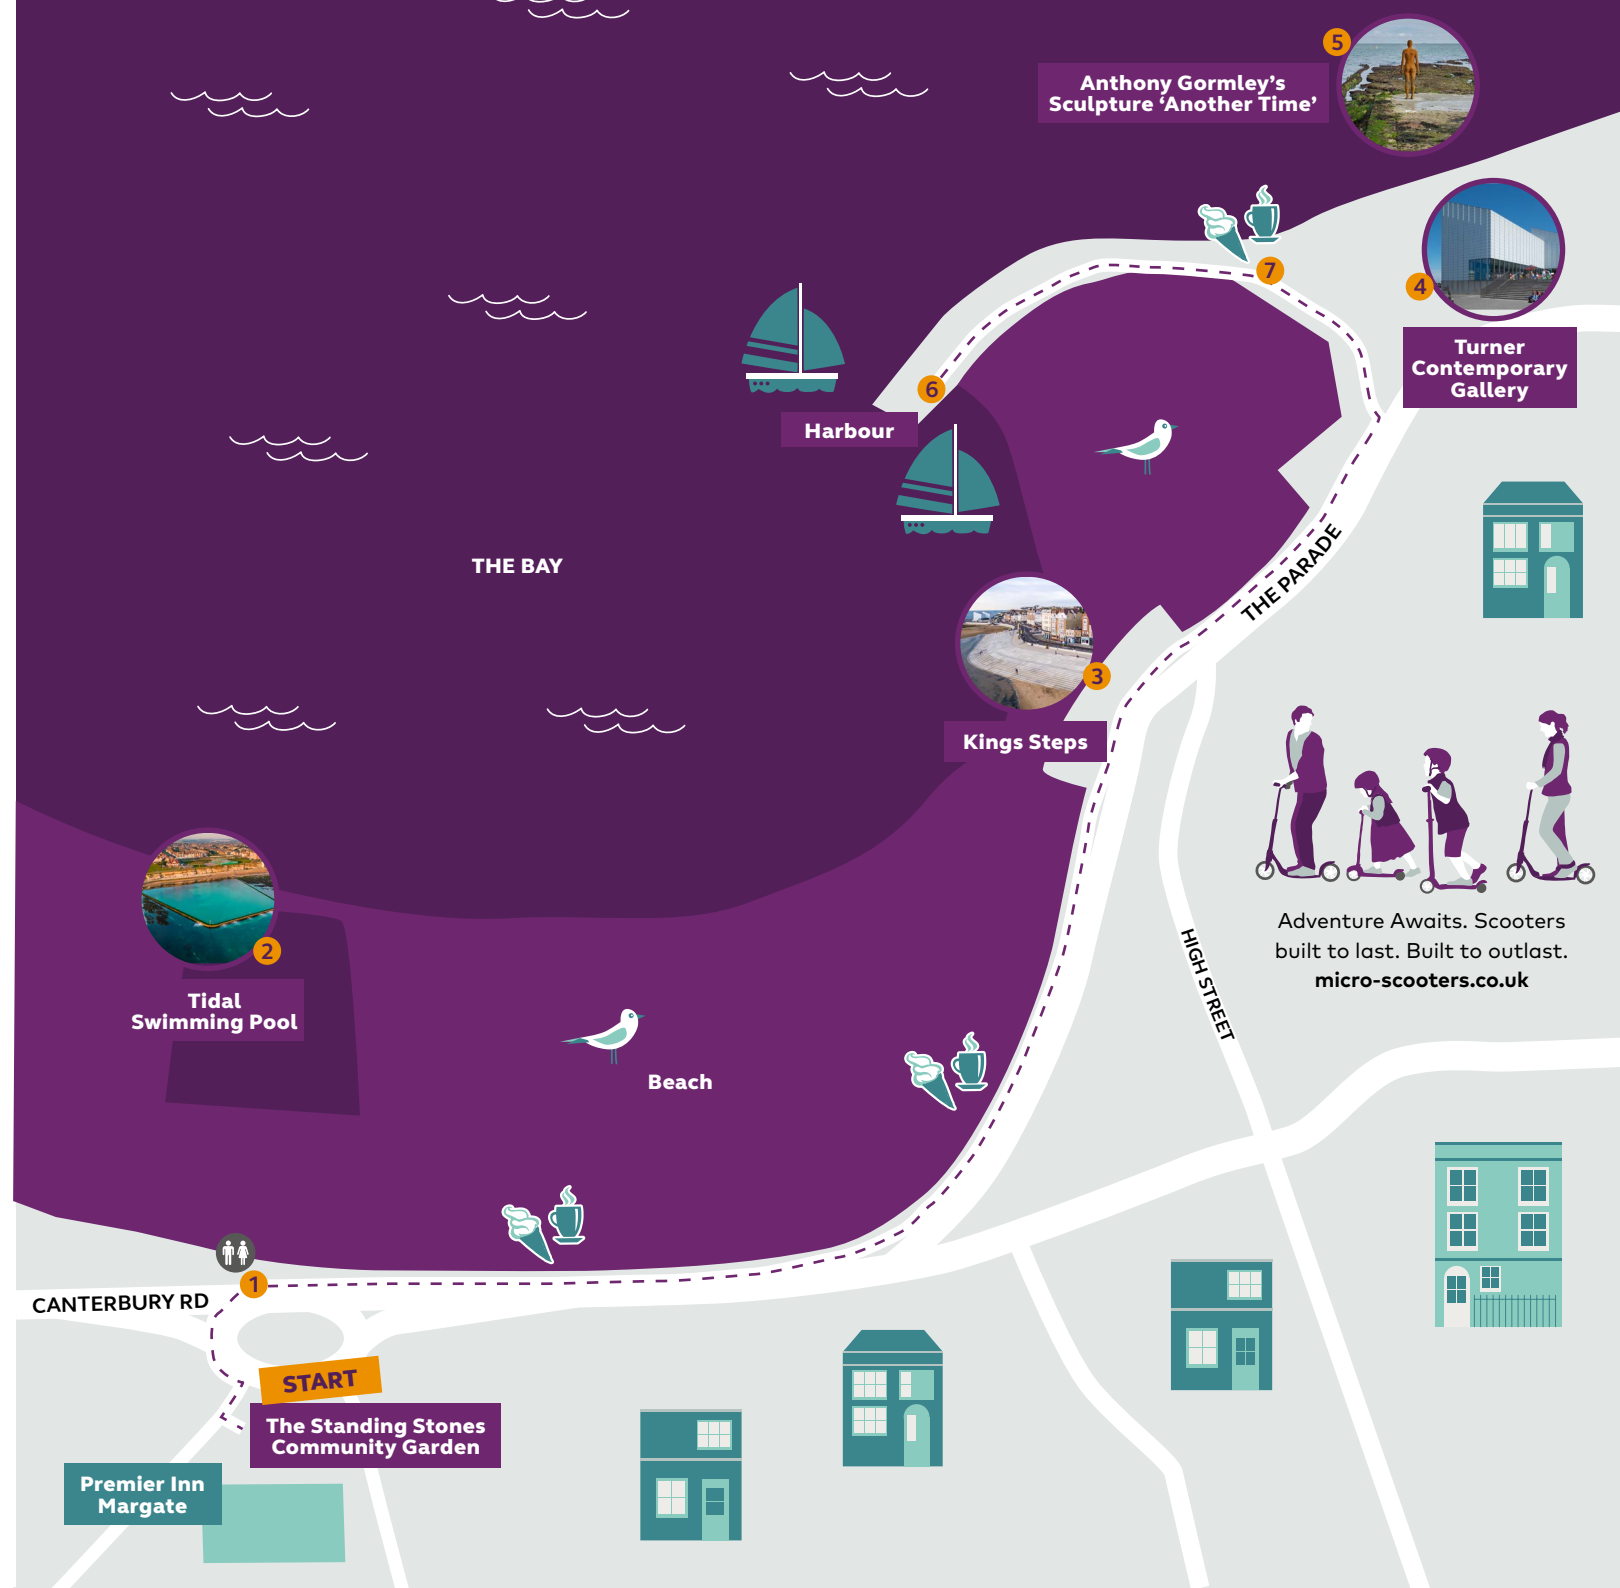 5
Anthony Gormley’s
Sculpture ‘Another Time’
7
4
Turner
Contemporary
Gallery
6
Harbour
THE BAY
THE PARADE
3
Kings Steps
2
Tidal
Swimming Pool
Adventure Awaits. Scooters
built to last. Built to outlast.
micro-scooters.co.uk
HIGH STREET
Beach
1
CANTERBURY RD
START
The Standing Stones
Community Garden
Premier Inn
Margate